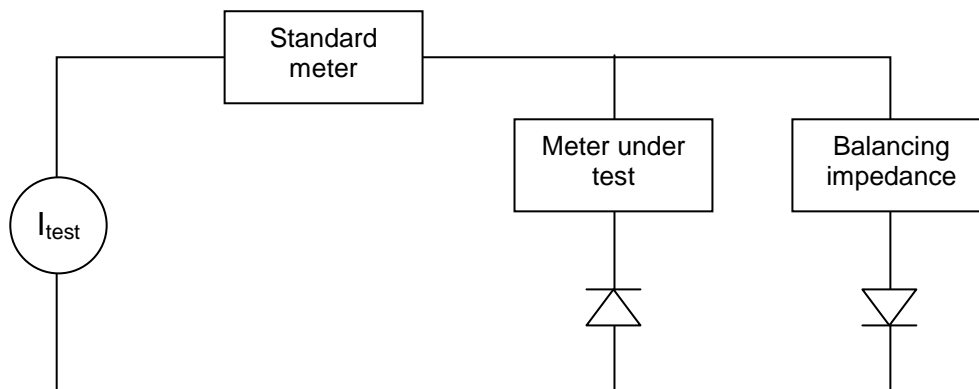 Standard
meter
Meter under
test
Balancing
impedance
Itest